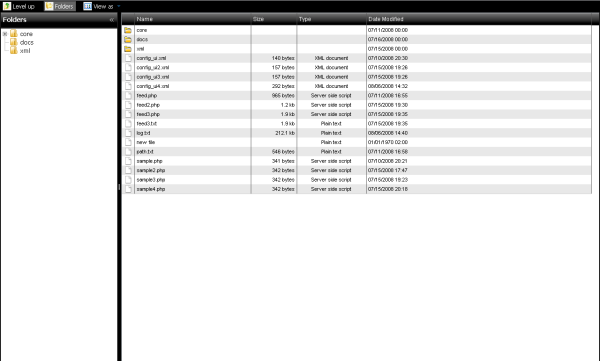 Level up Folders View as
Folders «
core
docs
xml
Name Size Type Date Modified
core 07/11/2008 00:00
docs 07/15/2008 00:00
xml 07/15/2008 00:00
config_ui.xml 140 bytes XML document 07/10/2008 20:30
config_ui2.xml 157 bytes XML document 07/15/2008 19:26
config_ui3.xml 157 bytes XML document 07/15/2008 19:26
config_ui4.xml 292 bytes XML document 08/06/2008 14:32
feed.php 965 bytes Server side script 07/11/2008 16:55
feed2.php 1.2 kb Server side script 07/15/2008 19:30
feed3.php 1.9 kb Server side script 07/15/2008 19:35
feed3.txt 1.9 kb Plain text 07/15/2008 19:35
log.txt 212.1 kb Plain text 08/06/2008 14:40
new file Plain text 01/01/1970 02:00
path.txt 546 bytes Plain text 07/11/2008 16:58
sample.php 341 bytes Server side script 07/10/2008 20:21
sample2.php 342 bytes Server side script 07/15/2008 17:47
sample3.php 342 bytes Server side script 07/15/2008 19:23
sample4.php 342 bytes Server side script 07/15/2008 20:18